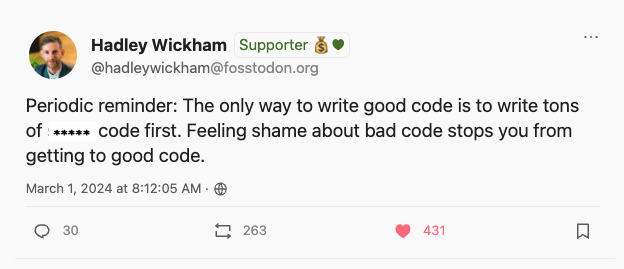 Hadley Wickham Supporter 💰💚
@hadleywickham@fosstodon.org
...
Periodic reminder: The only way to write good code is to write tons
of ***** code first. Feeling shame about bad code stops you from
getting to good code.
March 1, 2024 at 8:12:05 AM ·
30 263 431